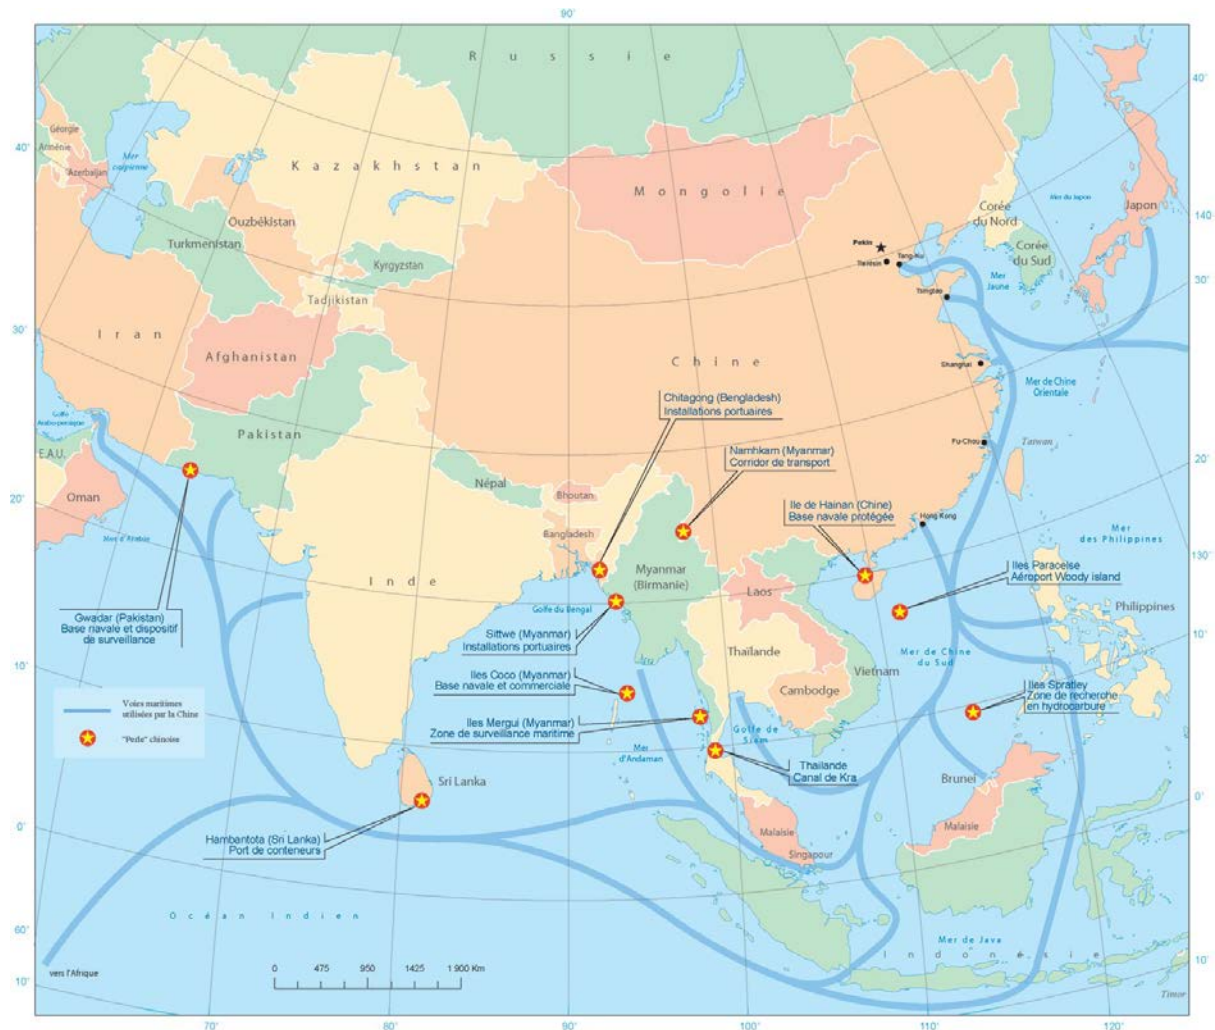 90°
40°
Russie
Géorgie
Arménie
Azerbaïjan
Mer
caspienne
Kazakhstan
Mongolie
Ouzbékistan
Turkmenistan
Kyrgyzstan
Tadjikistan
Corée
du Nord
Corée
du Sud
Mer du Japon
Japon
140°
40°
Pekin
Tientsin
Tang-Ku
Tsingtao
Mer
Jaune
30°
30°
Iran
Afghanistan
Chine
Shanghai
Mer de Chine
Orientale
Golfe
Arabo-persique
Pakistan
Chitagong (Bengladesh)
Installations portuaires
Fu-Chou
Taiwan
E.A.U.
Oman
20°
20°
Namhkam (Myanmar)
Corridor de transport
Népal
Bhoutan
Bangladesh
Ile de Hainan (Chine)
Base navale protégée
Hong Kong
Mer
des Philippines
130°
Mer d'Arabie
Inde
Myanmar
(Birmanie)
Laos
Iles Paracelse
Aéroport Woody island
Golfe du Bengal
Gwadar (Pakistan)
Base navale et dispositif
de surveillance
Sittwe (Myanmar)
Installations portuaires
Thaïlande
Vietnam
Philippines
Mer de Chine
du Sud
10°
10°
Iles Coco (Myanmar)
Base navale et commerciale
Cambodge
Iles Spratley
Zone de recherche
en hydrocarbure
Voies maritimes
utilisées par la Chine
"Perle" chinoise
Iles Mergui (Myanmar)
Zone de surveillance maritime
Golfe de
Siam
Mer
d'Andaman
Thailande
Canal de Kra
Sri Lanka
Brunei
0°
0°
Hambantota (Sri Lanka)
Port de conteneurs
Malaisie
Singapour
Malaisie
Océan Indien
60°
Mer de Java
Indonésie
vers l'Afrique
0 475 950 1425 1 900 Km
10°
10°
Timor
70°
80°
90°
100°
110°
120°